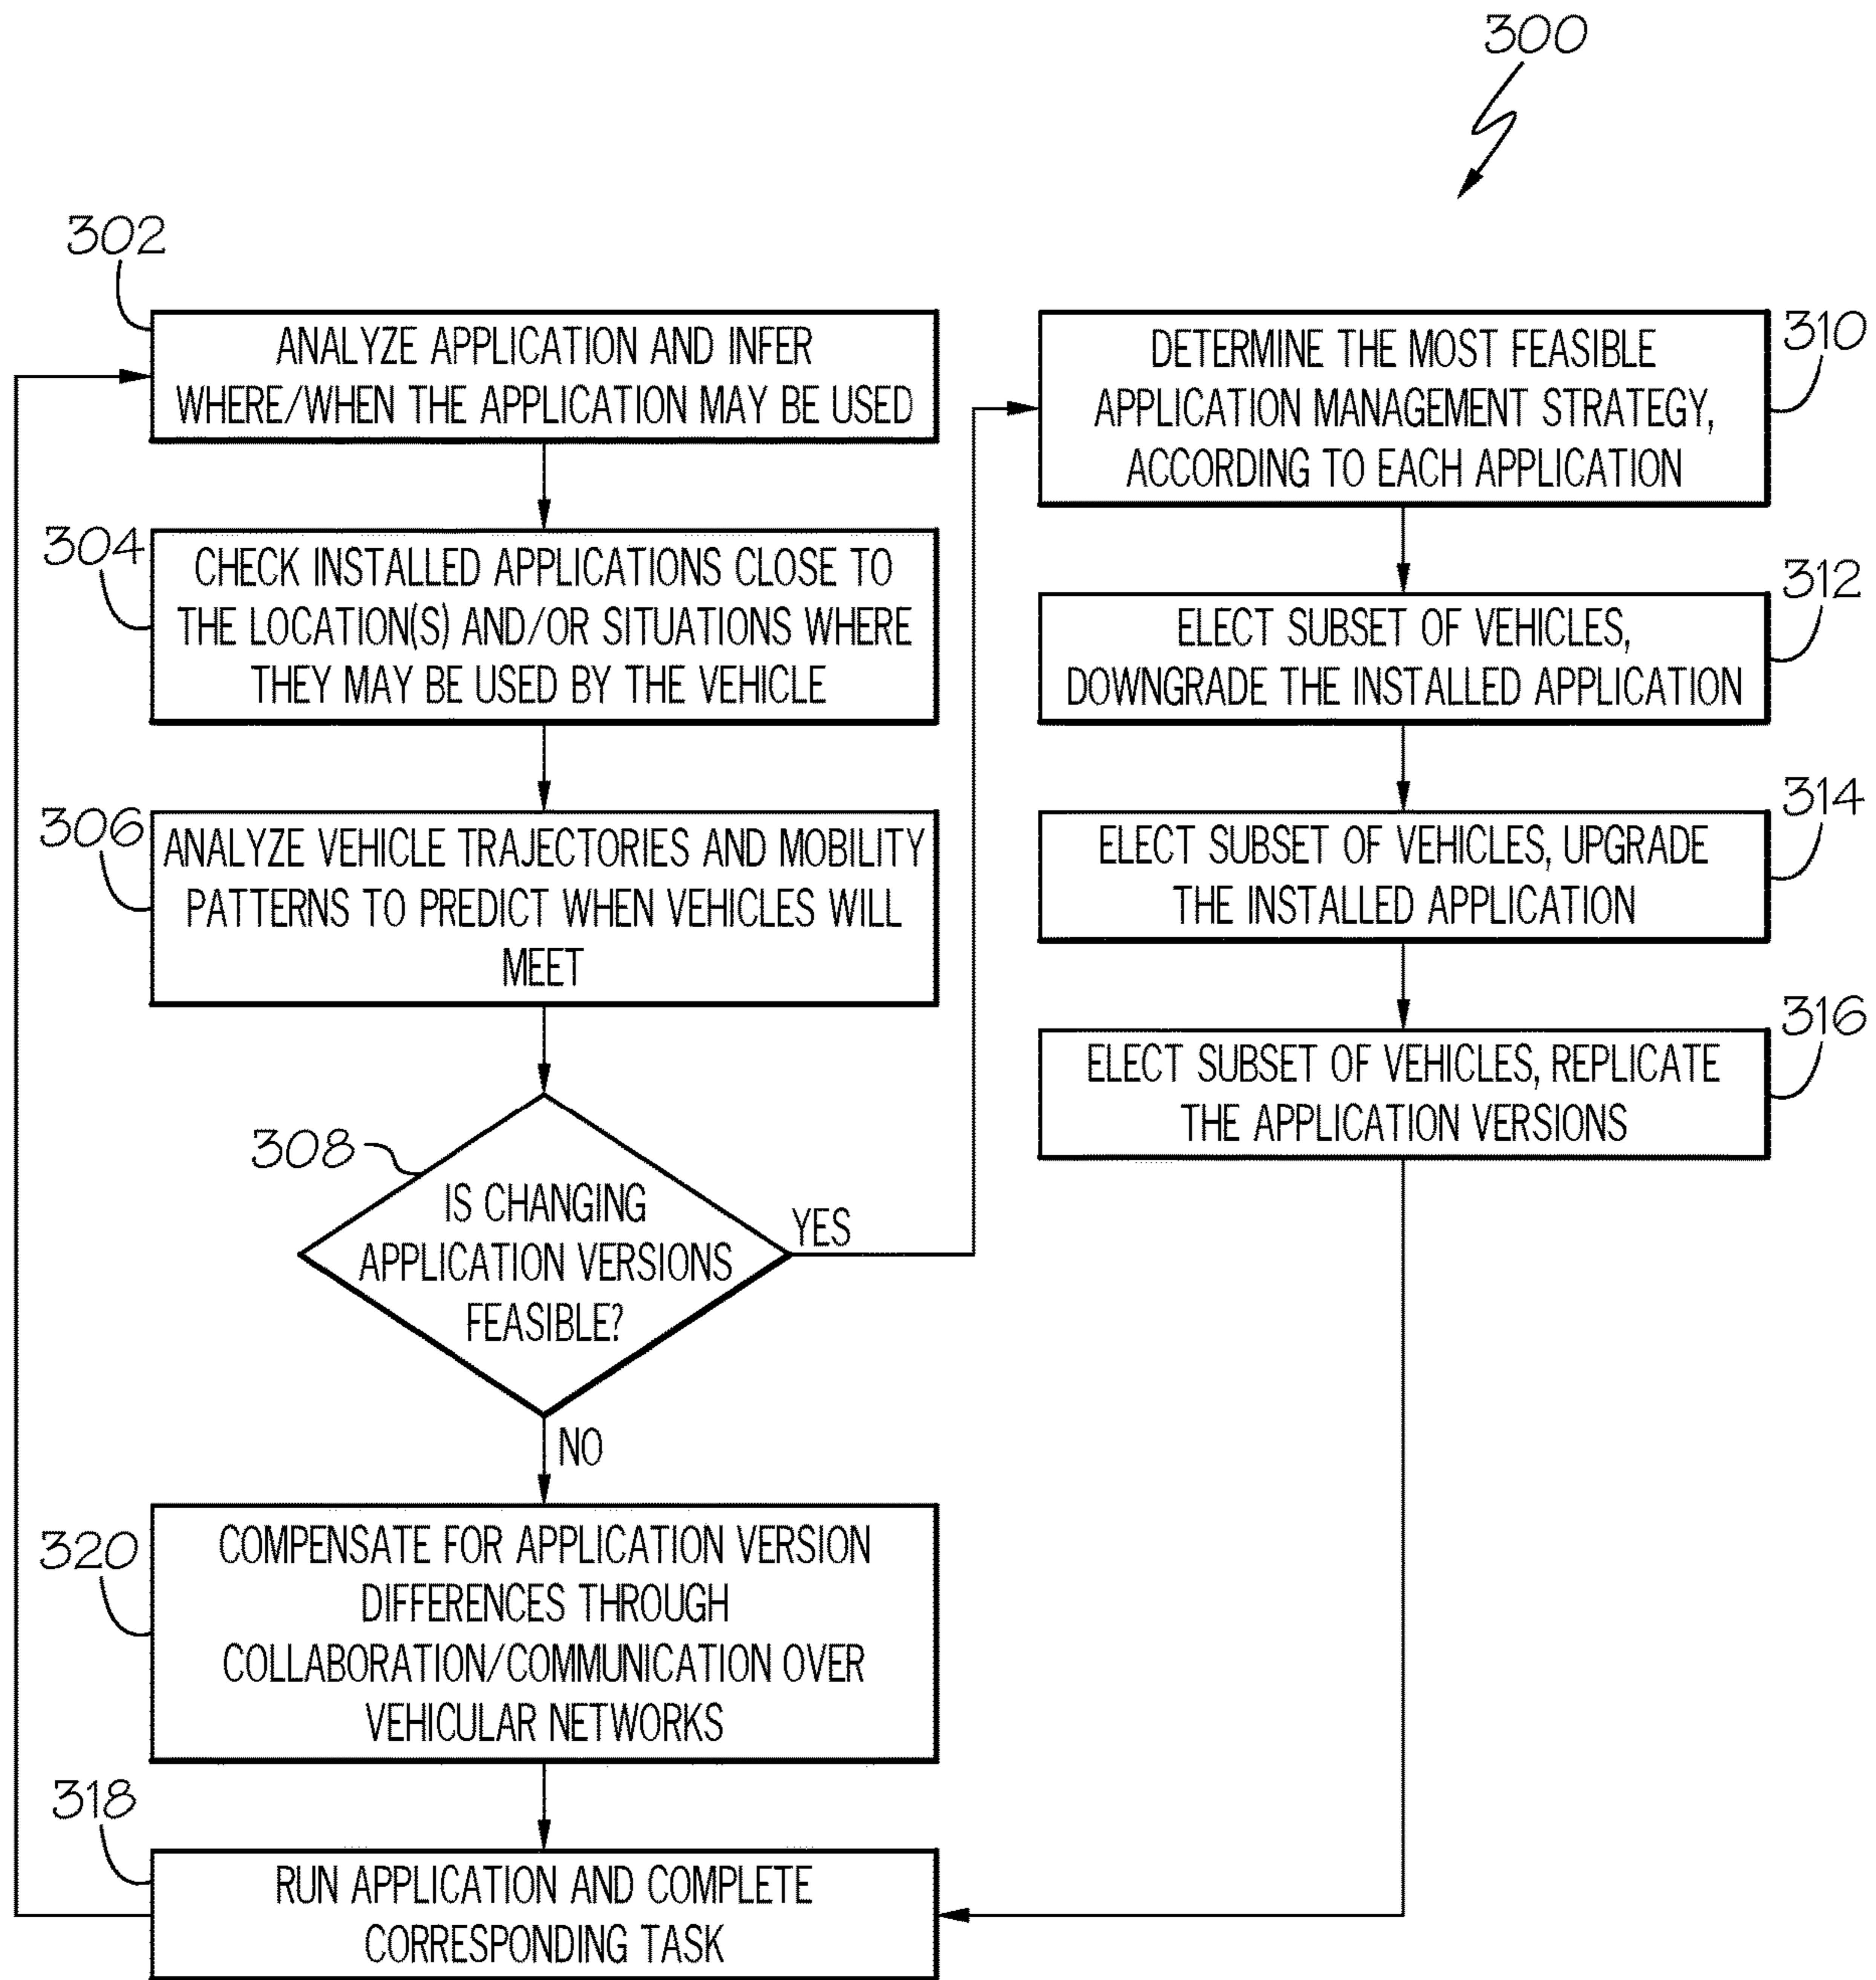 300
302
ANALYZE APPLICATION AND INFER
WHERE/WHEN THE APPLICATION MAY BE USED
304
CHECK INSTALLED APPLICATIONS CLOSE TO
THE LOCATION(S) AND/OR SITUATIONS WHERE
THEY MAY BE USED BY THE VEHICLE
306
ANALYZE VEHICLE TRAJECTORIES AND MOBILITY
PATTERNS TO PREDICT WHEN VEHICLES WILL
MEET
308
IS CHANGING
APPLICATION VERSIONS
FEASIBLE?
YES
NO
310
DETERMINE THE MOST FEASIBLE
APPLICATION MANAGEMENT STRATEGY,
ACCORDING TO EACH APPLICATION
312
ELECT SUBSET OF VEHICLES,
DOWNGRADE THE INSTALLED APPLICATION
314
ELECT SUBSET OF VEHICLES, UPGRADE
THE INSTALLED APPLICATION
316
ELECT SUBSET OF VEHICLES, REPLICATE
THE APPLICATION VERSIONS
320
COMPENSATE FOR APPLICATION VERSION
DIFFERENCES THROUGH
COLLABORATION/COMMUNICATION OVER
VEHICULAR NETWORKS
318
RUN APPLICATION AND COMPLETE
CORRESPONDING TASK